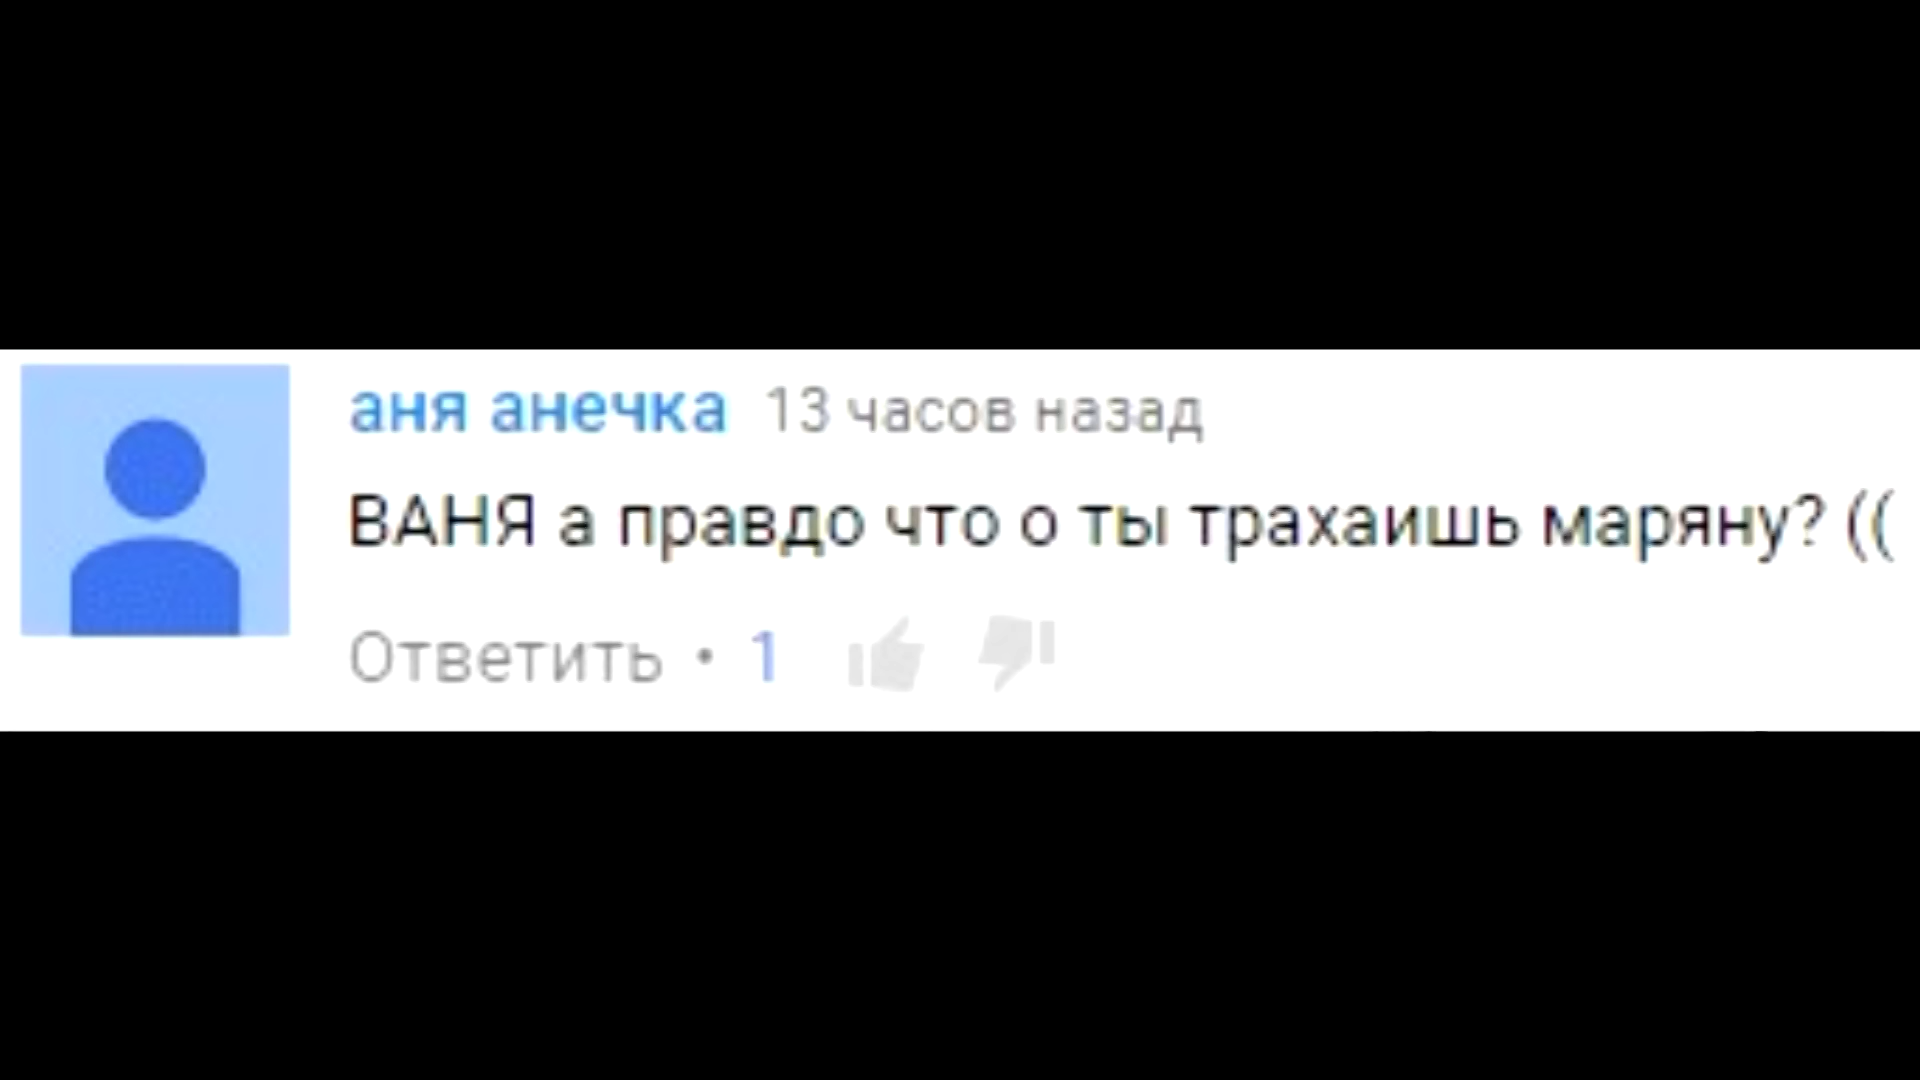 аня анечка 13 часов назад
ВАНЯ а правдо что о ты трахаишь маряну? ((
Ответить • 1